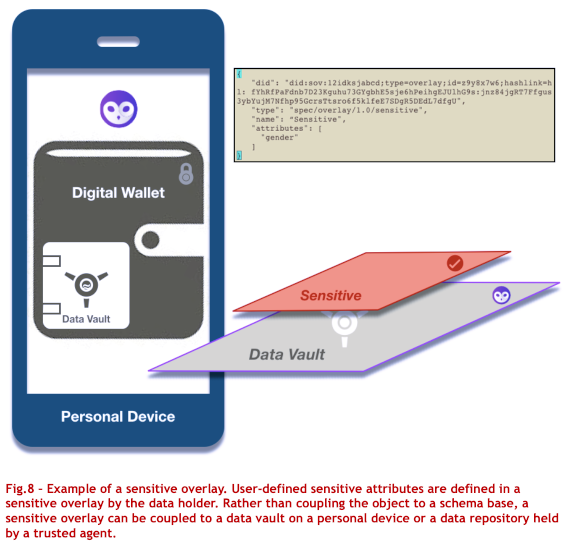 {
"did": "did:sov:12idksjabcd;type=overlay;id=z9y8x7w6;hashlink=h
l: fYhRfPaFdnb7D23Kguhu73GYgbhE5sje6hPeihgEJUlhG9s:jnz84jgRT7Ffgus
3ybYujM7Nfhp95GcrsTtsro6f5klfeE7SDgR5DEdL7dfgU",
"type": "spec/overlay/1.0/sensitive",
"name": “Sensitive",
"attributes": [
"gender"
]
}
Digital Wallet
Data Vault
Personal Device
Sensitive
Data Vault
Fig.8 - Example of a sensitive overlay. User-defined sensitive attributes are defined in a
sensitive overlay by the data holder. Rather than coupling the object to a schema base, a
sensitive overlay can be coupled to a data vault on a personal device or a data repository held
by a trusted agent.